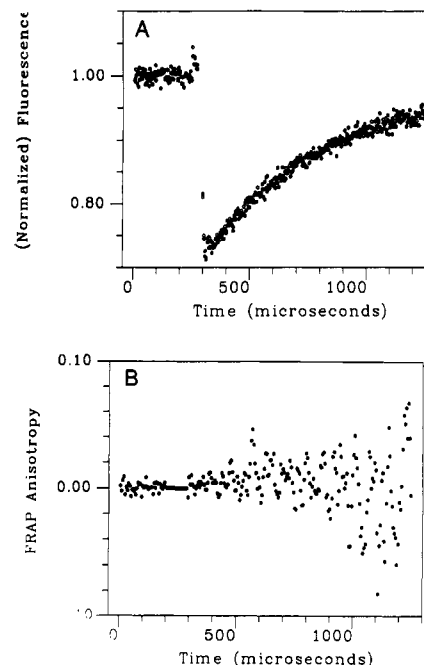 A
(Normalized) Fluorescence
1.00
0.80
0
500
1000
Time (microseconds)
B
FRAP Anisotropy
0.10
0.00
0
500
1000
Time (microseconds)